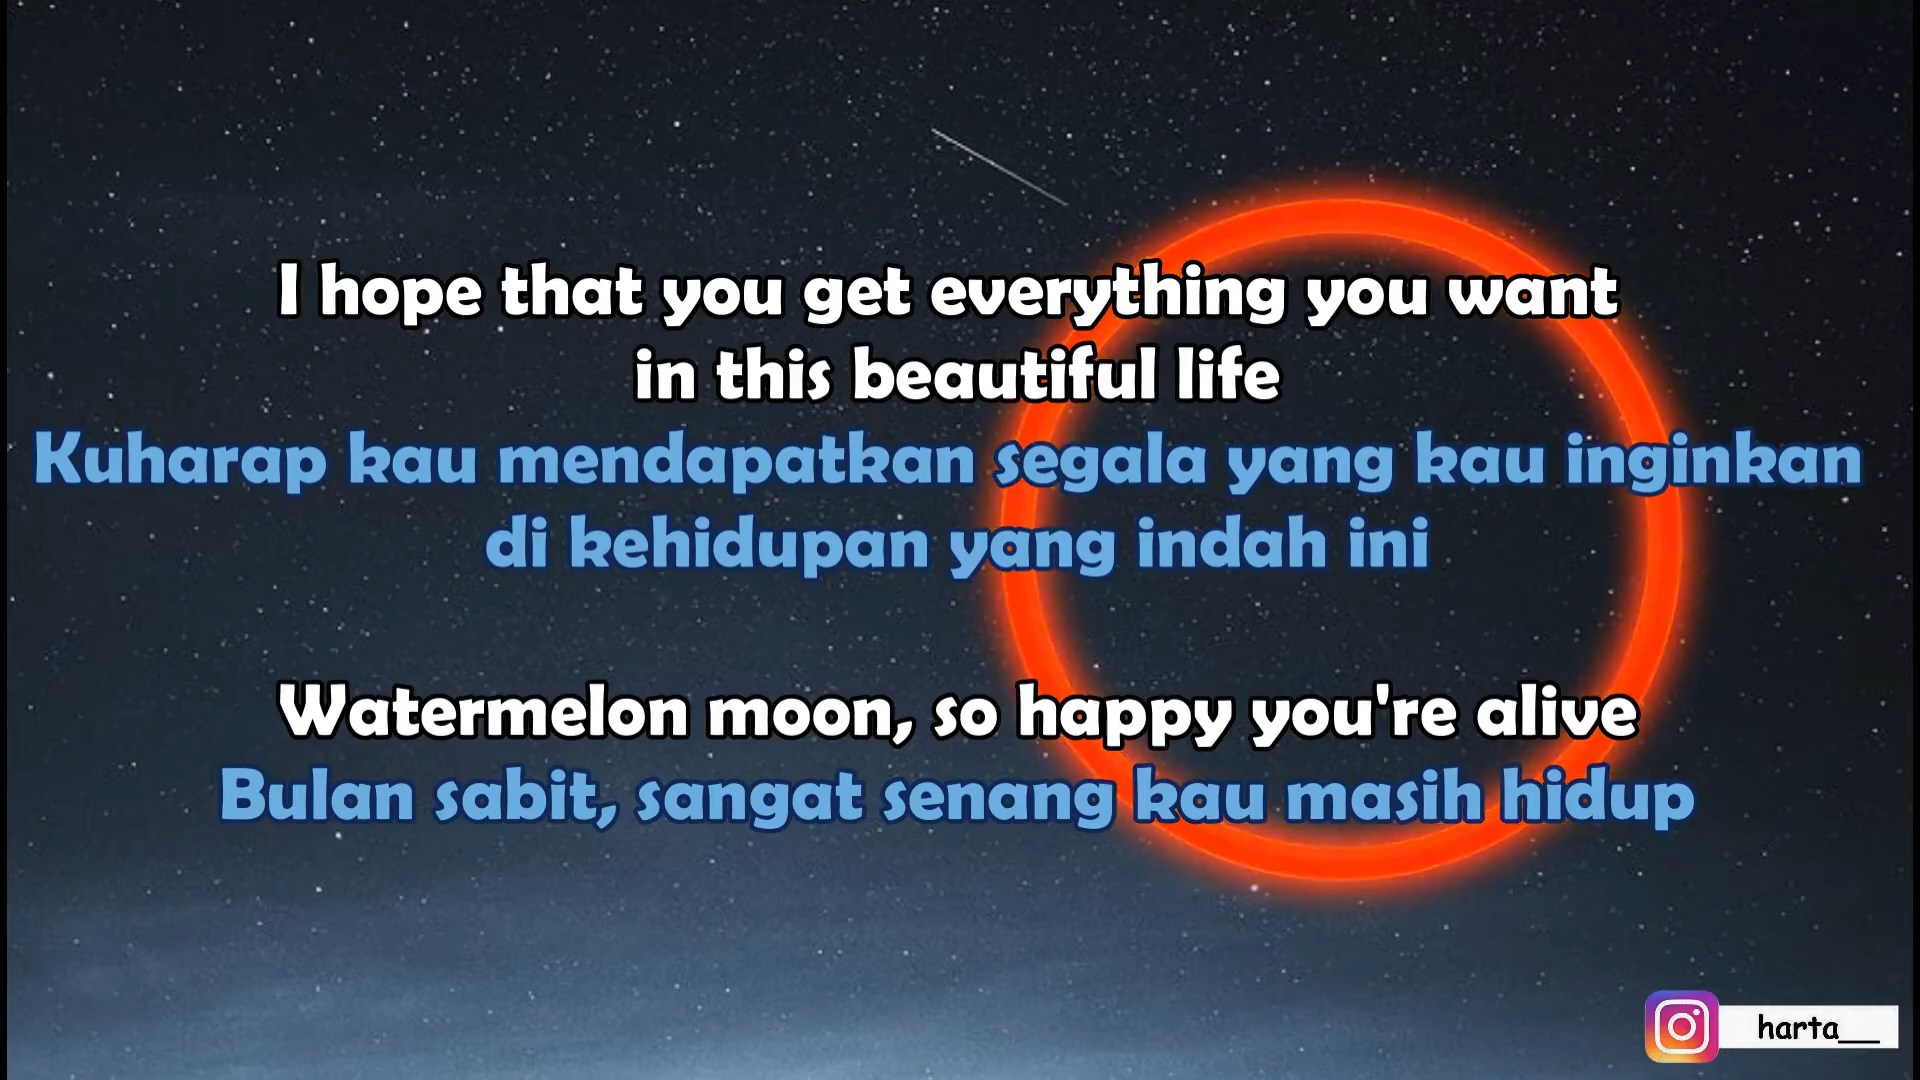 I hope that you get everything you want
in this beautiful life
Kuharap kau mendapatkan segala yang kau inginkan
di kehidupan yang indah ini
Watermelon moon, so happy you're alive
Bulan sabit, sangat senang kau masih hidup
harta__